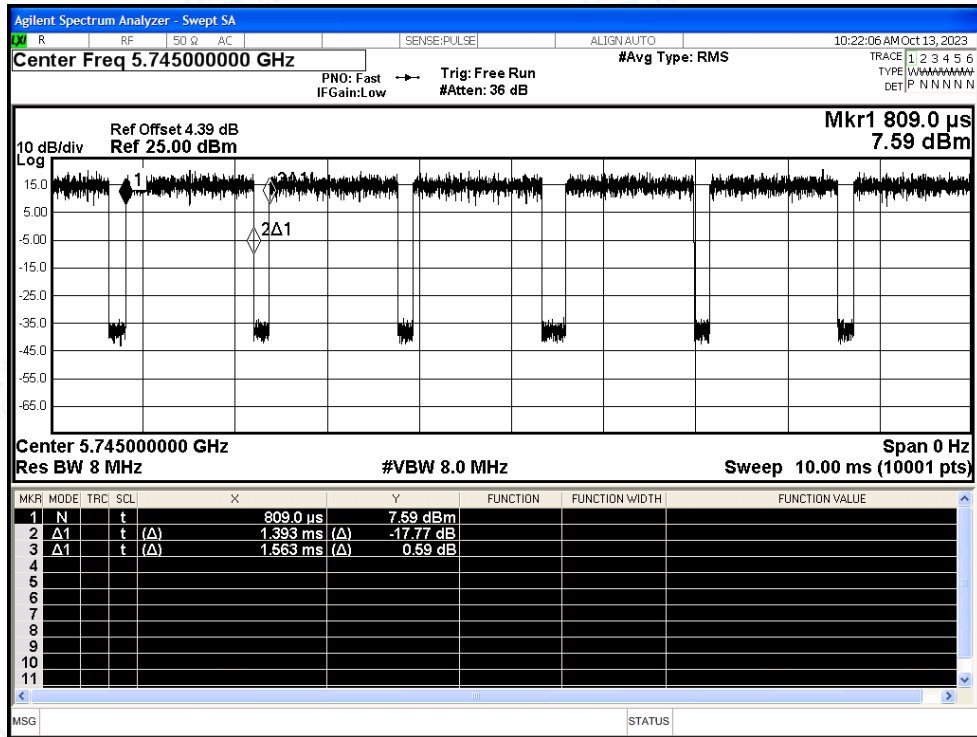 Agilent Spectrum Analyzer - Swept SA
LXI R RF 50 Ω AC SENSE:PULSE ALIGN AUTO 10:22:06 AM Oct 13, 2023
Center Freq 5.745000000 GHz
PNO: Fast
IFGain:Low
Trig: Free Run
#Atten: 36 dB
#Avg Type: RMS
TRACE 1 2 3 4 5 6
TYPE WWWWWW
DET P N N N N N
Ref Offset 4.39 dB
10 dB/div Ref 25.00 dBm
Log
Mkr1 809.0 µs
7.59 dBm
15.0
5.00
-5.00
-15.0
-25.0
-35.0
-45.0
-55.0
-65.0
1
3Δ1
2Δ1
Center 5.745000000 GHz Span 0 Hz
Res BW 8 MHz #VBW 8.0 MHz Sweep 10.00 ms (10001 pts)
MKR MODE TRC SCL X Y FUNCTION FUNCTION WIDTH FUNCTION VALUE
1 N t 809.0 µs 7.59 dBm
2 Δ1 t (Δ) 1.393 ms (Δ) -17.77 dB
3 Δ1 t (Δ) 1.563 ms (Δ) 0.59 dB
4
5
6
7
8
9
10
11
MSG STATUS